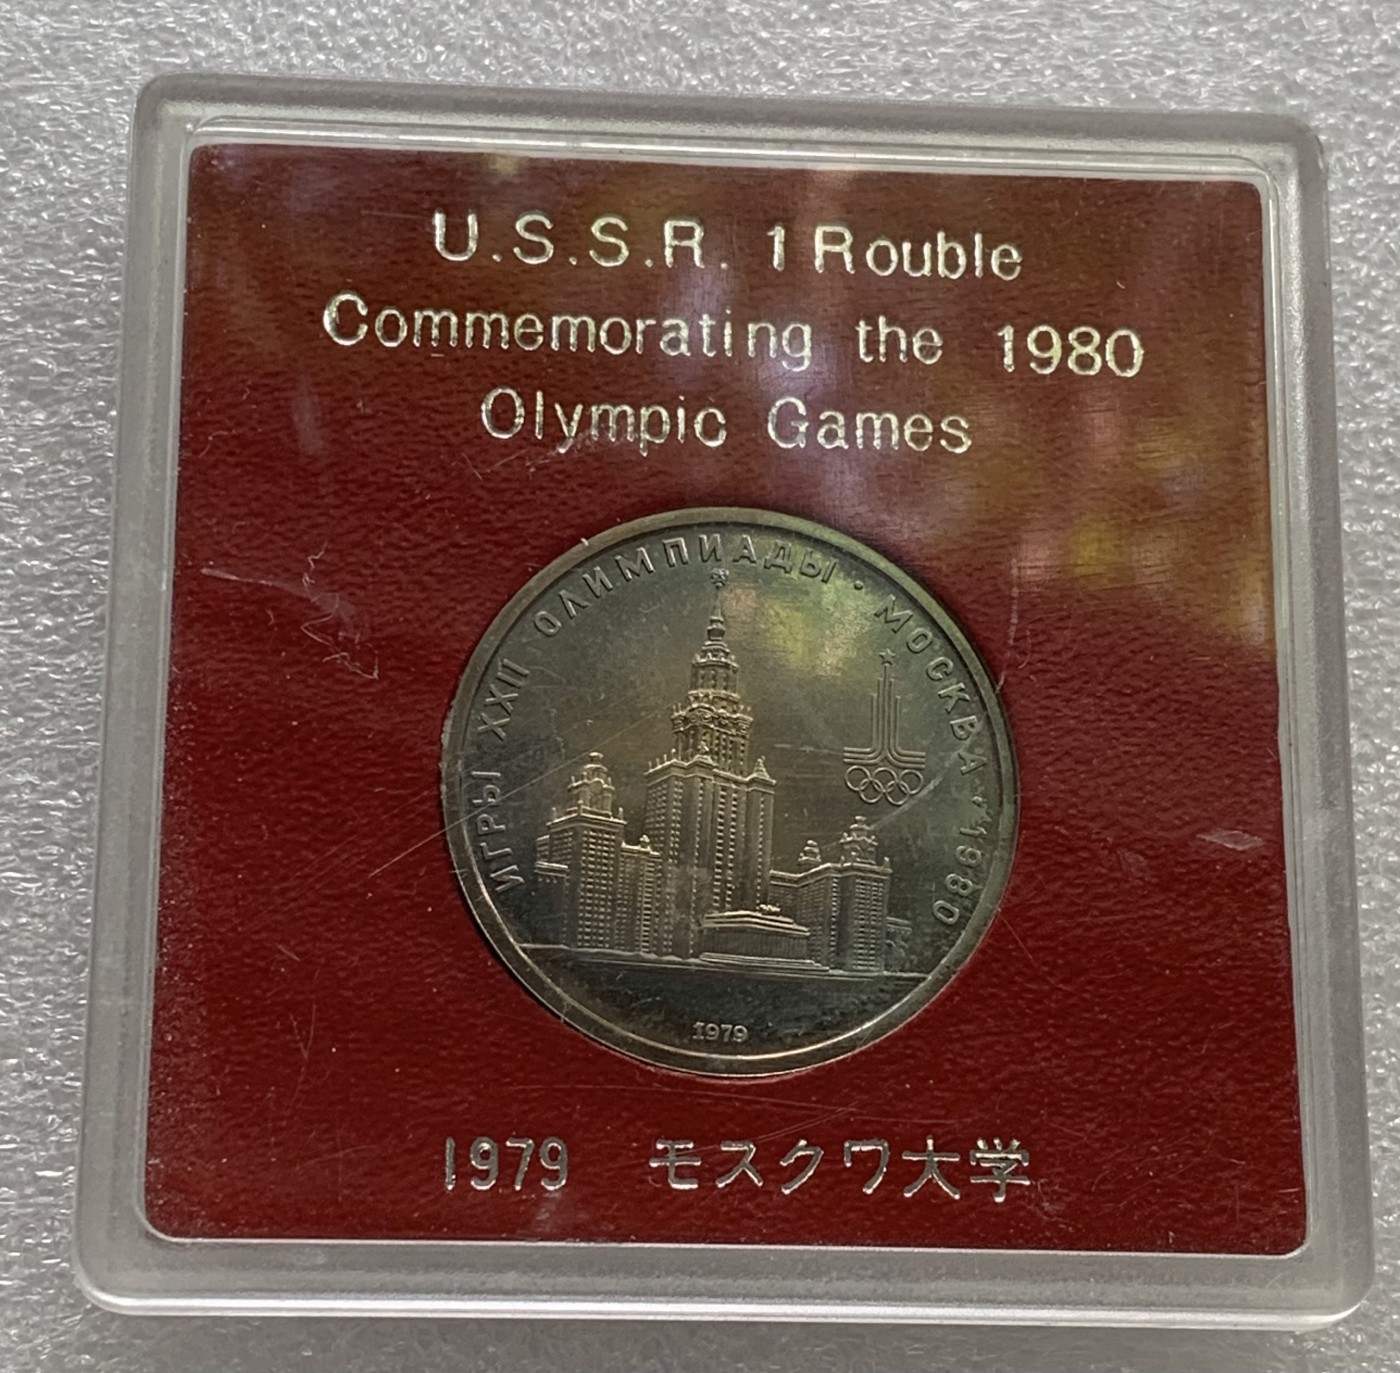 U.S.S.R. 1 Rouble
Commemorating the 1980
Olympic Games
ИГРЫ XXII ОЛИМПИАДЫ · МОСКВА · 1980
1979
1979 モスクワ大学